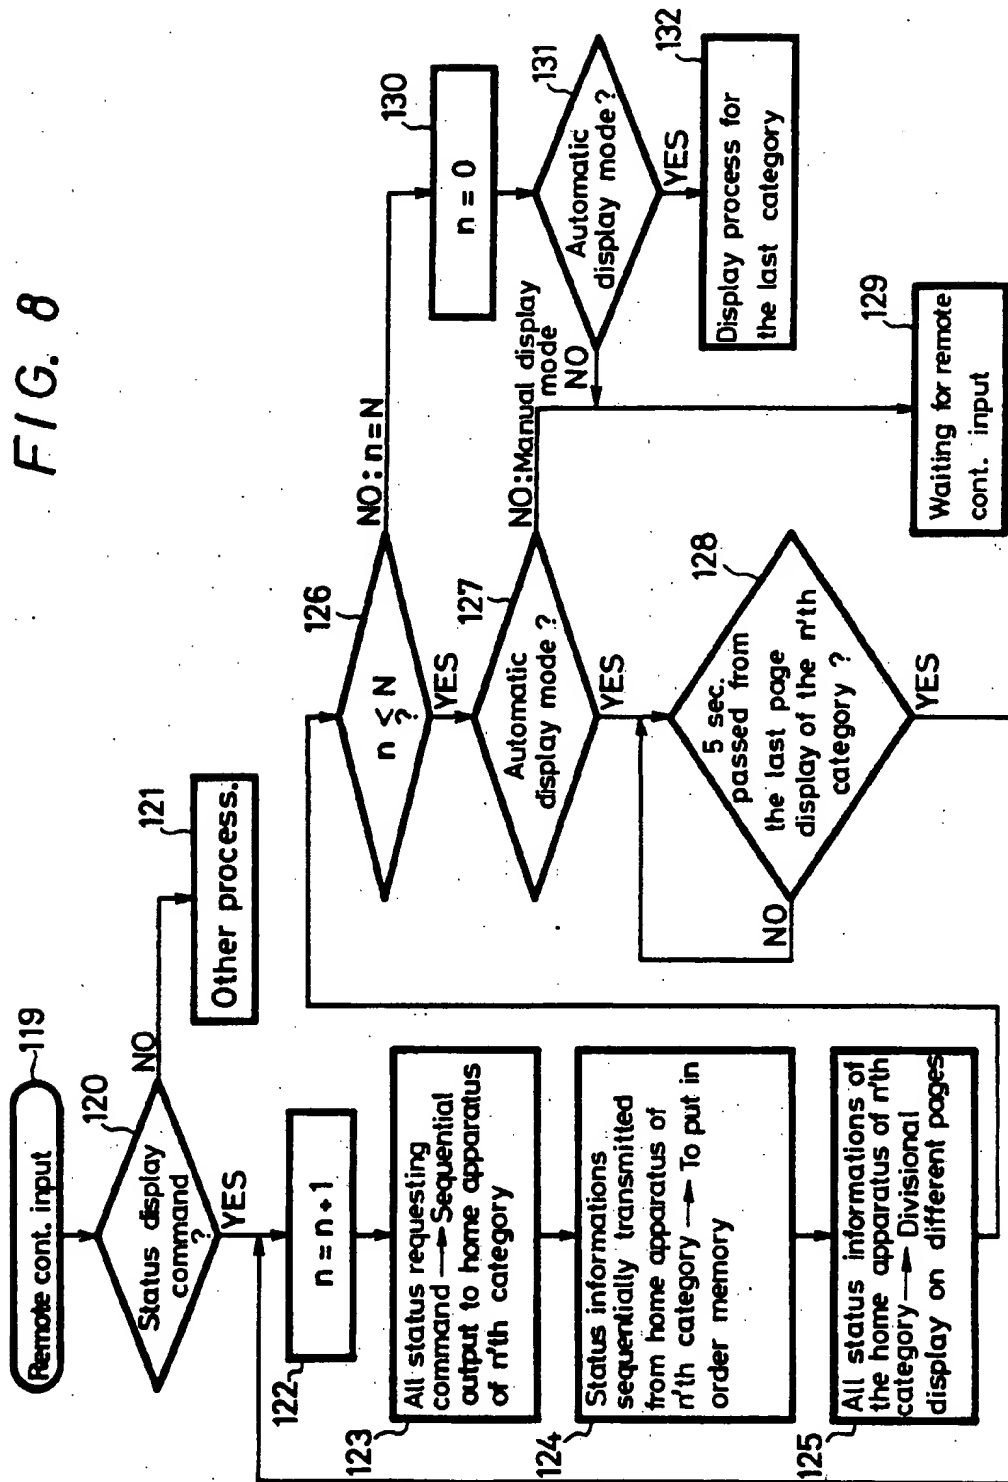 FIG. 8
Remote cont. input
119
120
Status display
command
?
NO
YES
121
Other process.
122
n = n+1
123
All status requesting
command → Sequential
output to home apparatus
of n'th category
124
Status informations
sequentially transmitted
from home apparatus of
n'th category → To put in
order memory
125
All status informations of
the home apparatus of n'th
category → Divisional
display on different pages
126
n < N
?
NO: n=N
YES
127
Automatic
display mode ?
NO:Manual display
mode
YES
128
5 sec.
passed from
the last page
display of the n'th
category ?
NO
YES
129
Waiting for remote
cont. input
130
n = 0
131
Automatic
display mode ?
NO
YES
132
Display process for
the last category